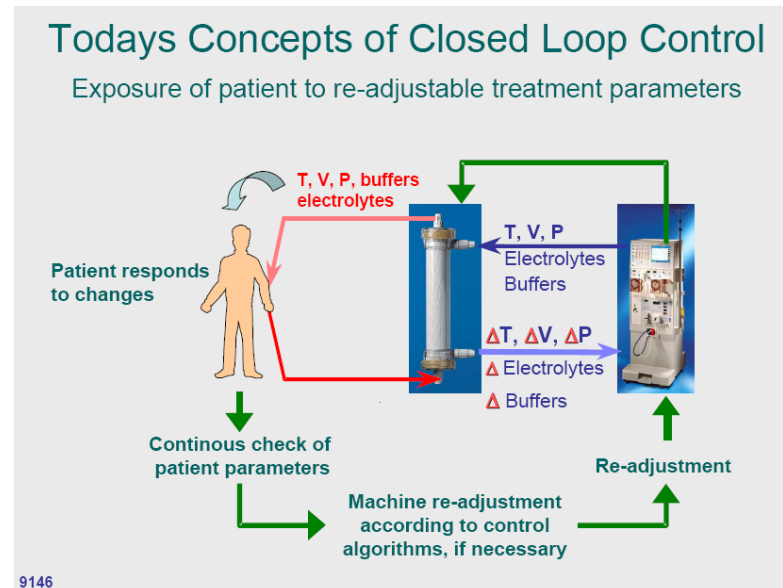 Todays Concepts of Closed Loop Control
Exposure of patient to re-adjustable treatment parameters
T, V, P, buffers
electrolytes
T, V, P
Electrolytes
Buffers
Patient responds
to changes
ΔT, ΔV, ΔP
Δ Electrolytes
Δ Buffers
Continous check of
patient parameters
Re-adjustment
Machine re-adjustment
according to control
algorithms, if necessary
9146